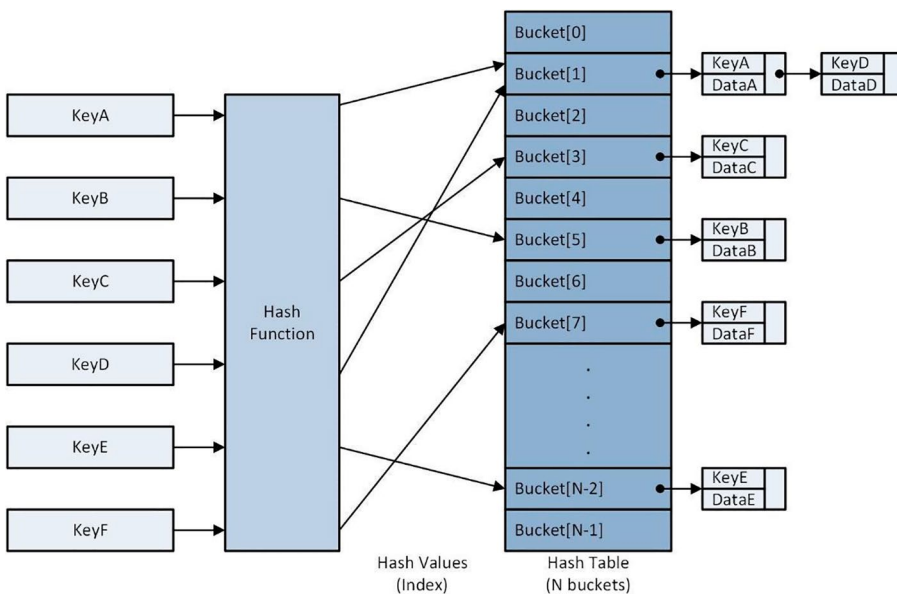 KeyA
KeyB
KeyC
KeyD
KeyE
KeyF
Hash
Function
Hash Values
(Index)
Bucket[0]
Bucket[1]
Bucket[2]
Bucket[3]
Bucket[4]
Bucket[5]
Bucket[6]
Bucket[7]
.
.
.
.
Bucket[N-2]
Bucket[N-1]
Hash Table
(N buckets)
KeyA
DataA
KeyD
DataD
KeyC
DataC
KeyB
DataB
KeyF
DataF
KeyE
DataE